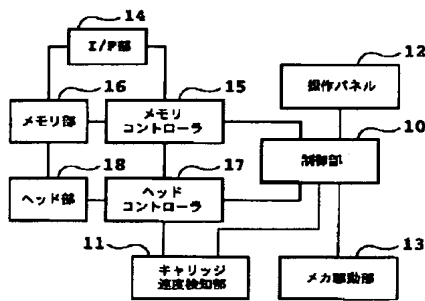 14
I/F部
16
15
12
メモリ部
メモリ
コントローラ
操作パネル
10
18
17
制御部
ヘッド部
ヘッド
コントローラ
11
13
キャリッジ
速度検知部
メカ駆動部